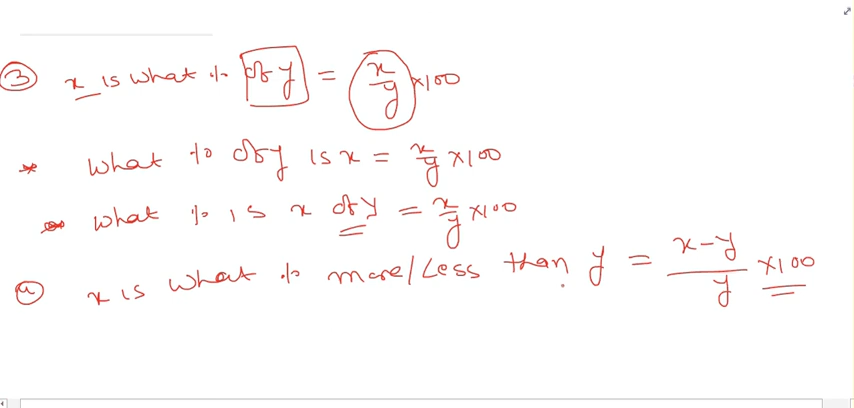 ③ x is what % of y = x/y ×100
* what % of y is x = x/y ×100
* what % is x of y = x/y ×100
④ x is what % more/less than y = x-y/y ×100